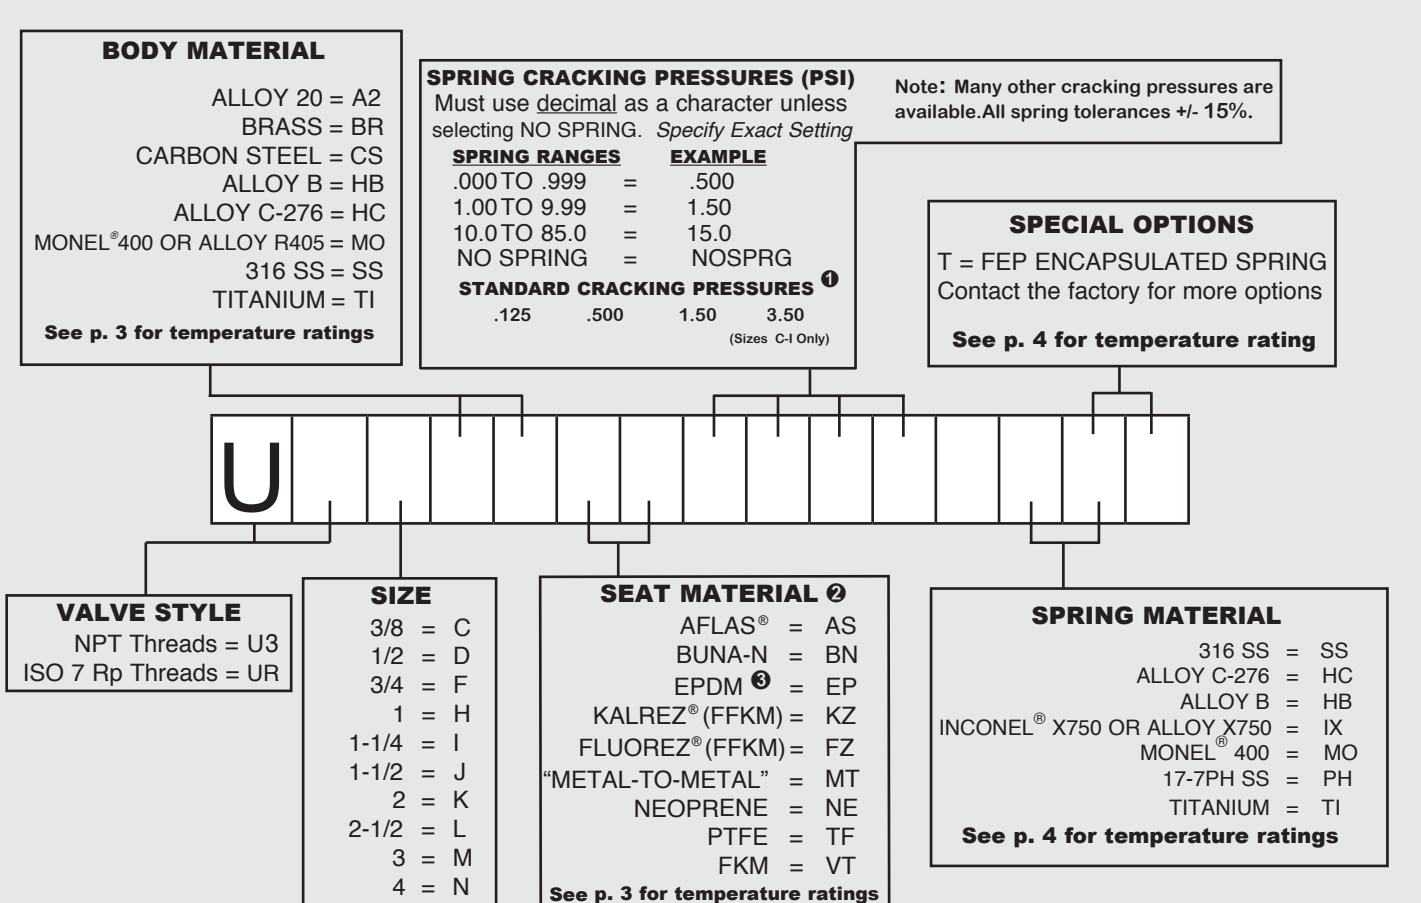 BODY MATERIAL
ALLOY 20 = A2
BRASS = BR
CARBON STEEL = CS
ALLOY B = HB
ALLOY C-276 = HC
MONEL®400 OR ALLOY R405 = MO
316 SS = SS
TITANIUM = TI
See p. 3 for temperature ratings
SPRING CRACKING PRESSURES (PSI)
Must use decimal as a character unless
selecting NO SPRING. Specify Exact Setting
SPRING RANGES EXAMPLE
.000 TO .999 = .500
1.00 TO 9.99 = 1.50
10.0 TO 85.0 = 15.0
NO SPRING = NOSPRG
STANDARD CRACKING PRESSURES ❶
.125 .500 1.50 3.50
(Sizes C-I Only)
Note: Many other cracking pressures are
available.All spring tolerances +/- 15%.
SPECIAL OPTIONS
T = FEP ENCAPSULATED SPRING
Contact the factory for more options
See p. 4 for temperature rating
U
VALVE STYLE
NPT Threads = U3
ISO 7 Rp Threads = UR
SIZE
3/8 = C
1/2 = D
3/4 = F
1 = H
1-1/4 = I
1-1/2 = J
2 = K
2-1/2 = L
3 = M
4 = N
SEAT MATERIAL ❷
AFLAS® = AS
BUNA-N = BN
EPDM ❸ = EP
KALREZ® (FFKM) = KZ
FLUOREZ® (FFKM) = FZ
“METAL-TO-METAL” = MT
NEOPRENE = NE
PTFE = TF
FKM = VT
See p. 3 for temperature ratings
SPRING MATERIAL
316 SS = SS
ALLOY C-276 = HC
ALLOY B = HB
INCONEL® X750 OR ALLOY X750 = IX
MONEL® 400 = MO
17-7PH SS = PH
TITANIUM = TI
See p. 4 for temperature ratings